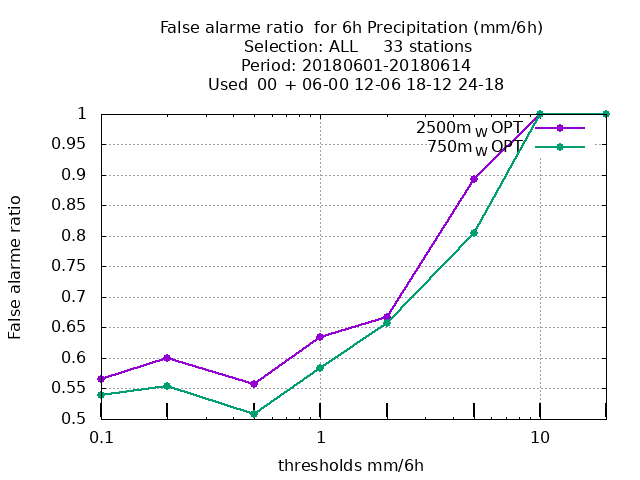 False alarme ratio  for 6h Precipitation (mm/6h)
Selection: ALL     33 stations
Period: 20180601-20180614
Used  00  + 06-00 12-06 18-12 24-18
2500m_W OPT
750m_W OPT
1
0.95
0.9
0.85
0.8
0.75
0.7
0.65
0.6
0.55
0.5
False alarme ratio
0.1 1 10
thresholds mm/6h